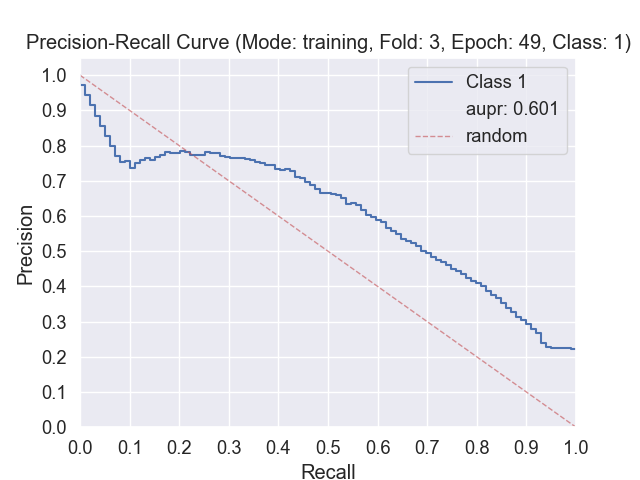 Precision-Recall Curve (Mode: training, Fold: 3, Epoch: 49, Class: 1)
Class 1
aupr: 0.601
random
Precision
1.0
0.9
0.8
0.7
0.6
0.5
0.4
0.3
0.2
0.1
0.0
0.0 0.1 0.2 0.3 0.4 0.5 0.6 0.7 0.8 0.9 1.0
Recall